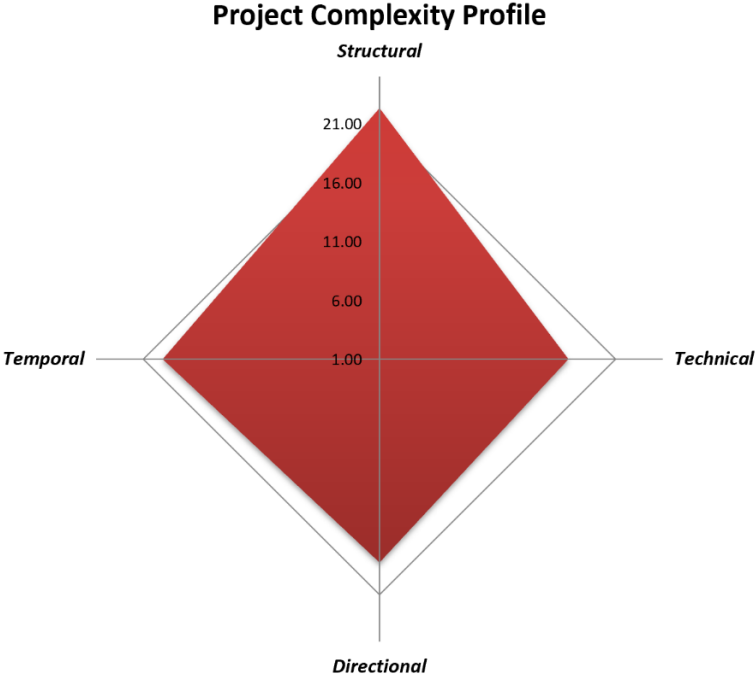 Project Complexity Profile
Structural
21.00
16.00
11.00
6.00
Temporal
1.00
Technical
Directional